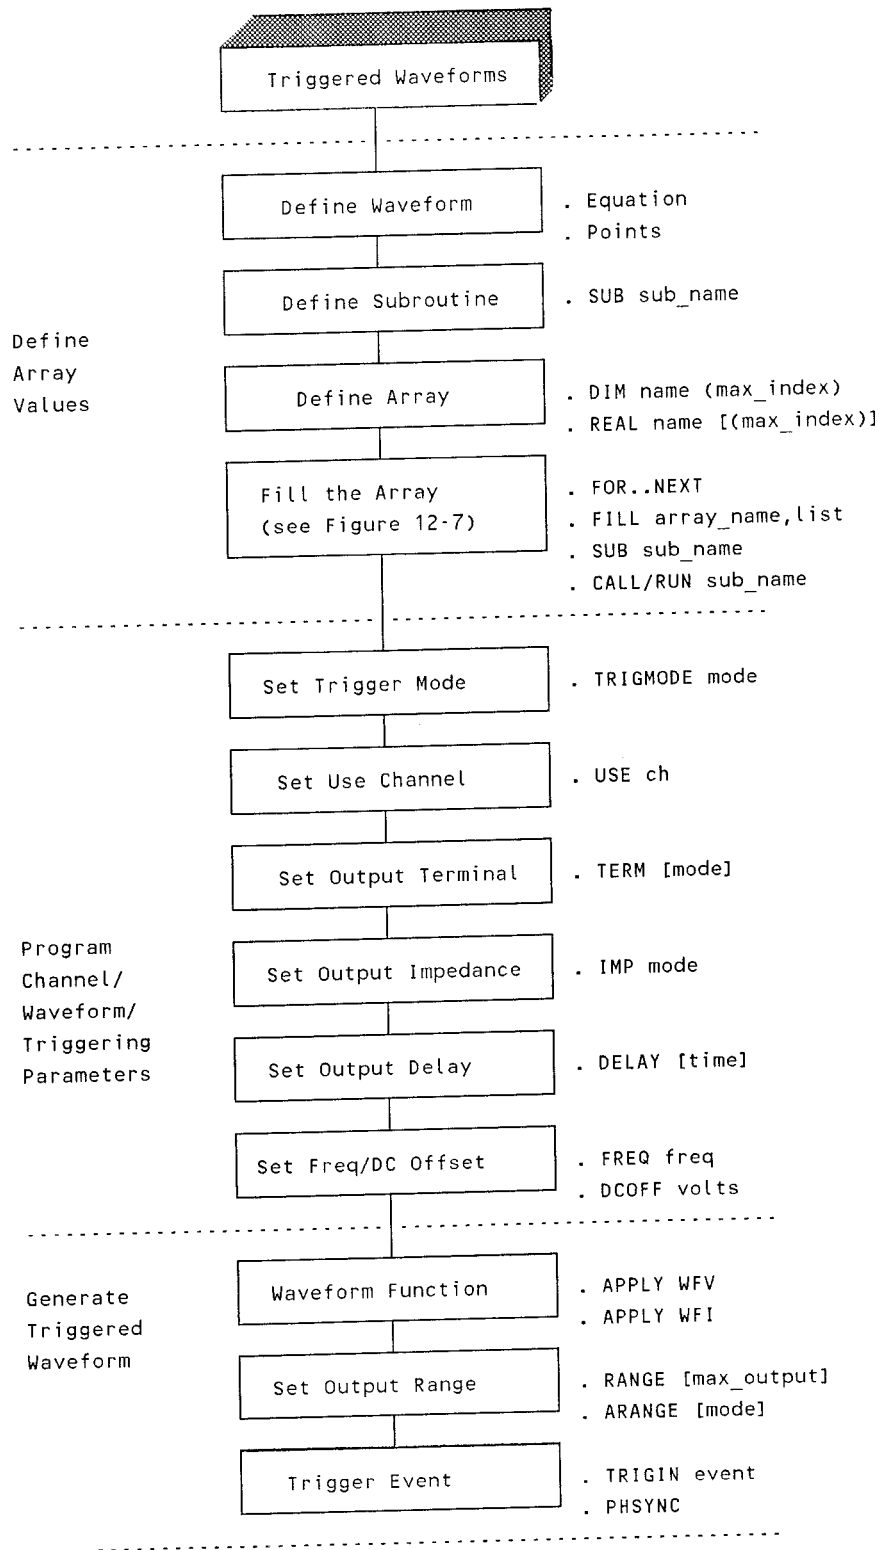 Triggered Waveforms
Define Waveform
. Equation
. Points
Define Subroutine
. SUB sub_name
Define
Array
Values
Define Array
. DIM name (max_index)
. REAL name [(max_index)]
Fill the Array
(see Figure 12-7)
. FOR..NEXT
. FILL array_name,list
. SUB sub_name
. CALL/RUN sub_name
Set Trigger Mode
. TRIGMODE mode
Set Use Channel
. USE ch
Set Output Terminal
. TERM [mode]
Program
Channel/
Waveform/
Triggering
Parameters
Set Output Impedance
. IMP mode
Set Output Delay
. DELAY [time]
Set Freq/DC Offset
. FREQ freq
. DCOFF volts
Generate
Triggered
Waveform
Waveform Function
. APPLY WFV
. APPLY WFI
Set Output Range
. RANGE [max_output]
. ARANGE [mode]
Trigger Event
. TRIGIN event
. PHSYNC